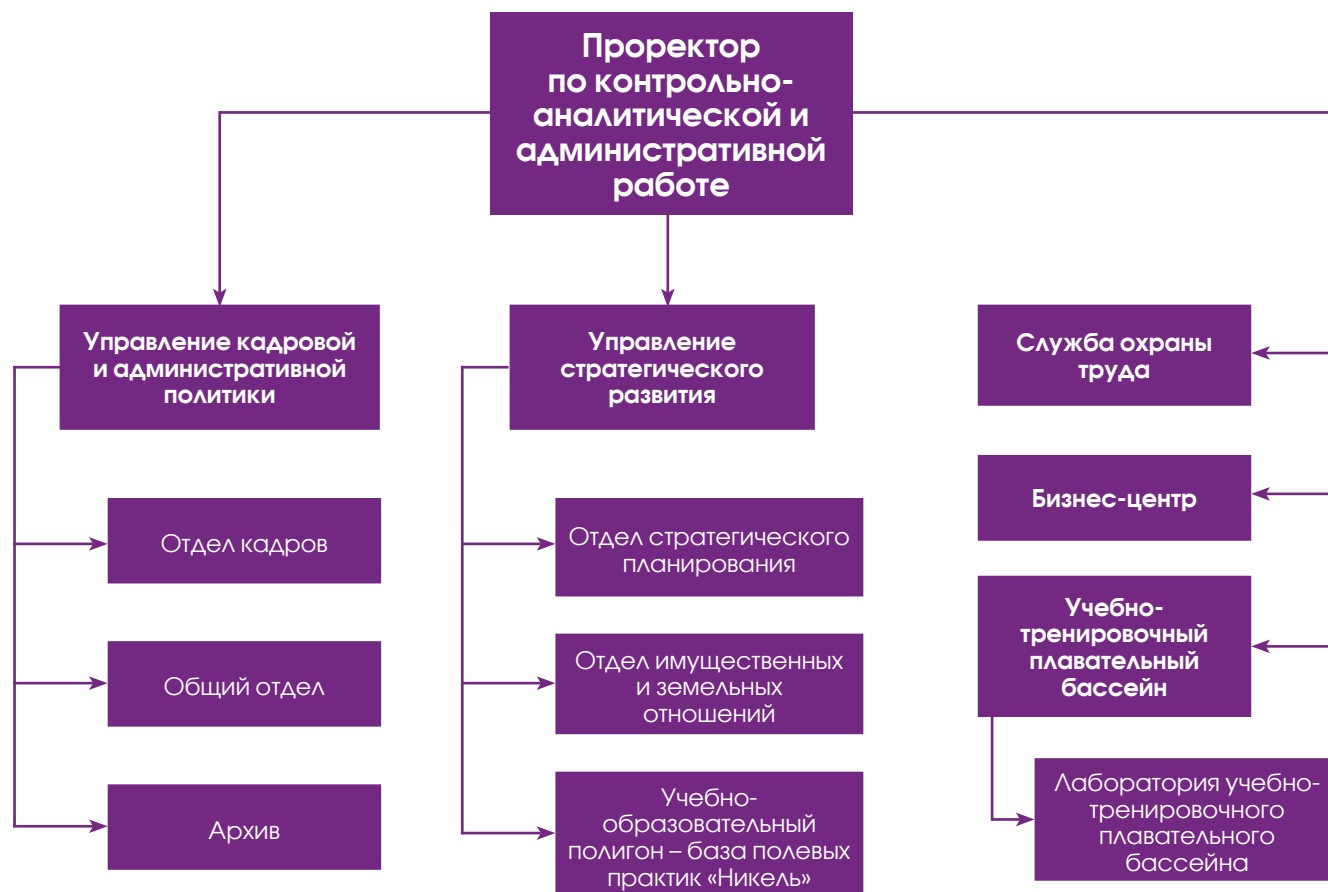 Проректор
по контрольно-
аналитической и
административной
работе
Управление кадровой
и административной
политики
Отдел кадров
Общий отдел
Архив
Управление
стратегического
развития
Отдел стратегического
планирования
Отдел имущественных
и земельных
отношений
Учебно-
образовательный
полигон – база полевых
практик «Никель»
Служба охраны
труда
Бизнес-центр
Учебно-
тренировочный
плавательный
бассейн
Лаборатория учебно-
тренировочного
плавательного
бассейна